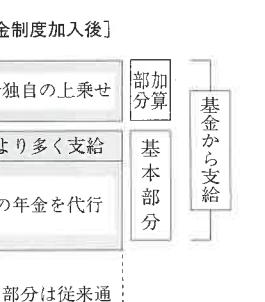 金制度加入後]
独自の上乗せ
加算部分
より多く支給
の年金を代行
基本部分
基金から支給
部分は従来通